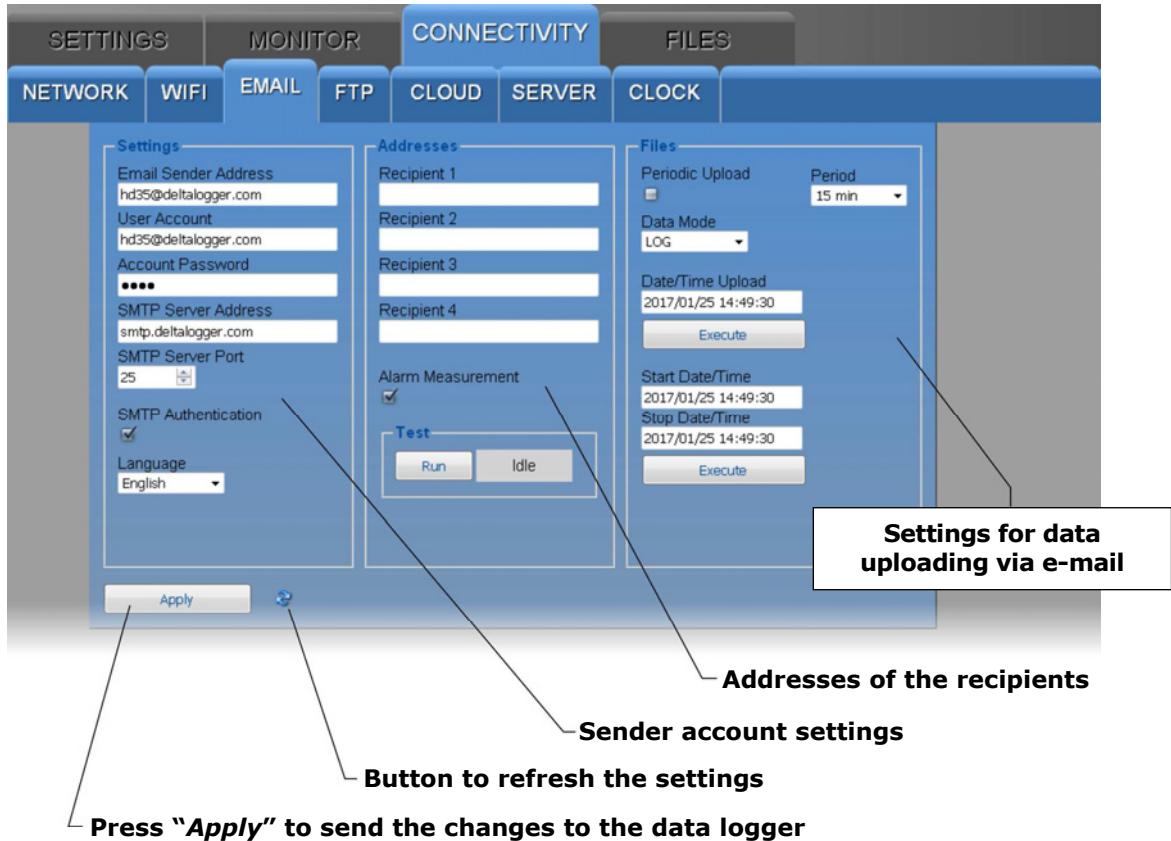 SETTINGS MONITOR CONNECTIVITY FILES
NETWORK WIFI EMAIL FTP CLOUD SERVER CLOCK
Settings
Email Sender Address
hd35@deltalogger.com
User Account
hd35@deltalogger.com
Account Password
••••
SMTP Server Address
smtp.deltalogger.com
SMTP Server Port
25
SMTP Authentication
Language
English
Addresses
Recipient 1
Recipient 2
Recipient 3
Recipient 4
Alarm Measurement
Test
Run Idle
Files
Periodic Upload Period
15 min
Data Mode
LOG
Date/Time Upload
2017/01/25 14:49:30
Execute
Start Date/Time
2017/01/25 14:49:30
Stop Date/Time
2017/01/25 14:49:30
Execute
Settings for data
uploading via e-mail
Apply
Addresses of the recipients
Sender account settings
Button to refresh the settings
Press “Apply” to send the changes to the data logger